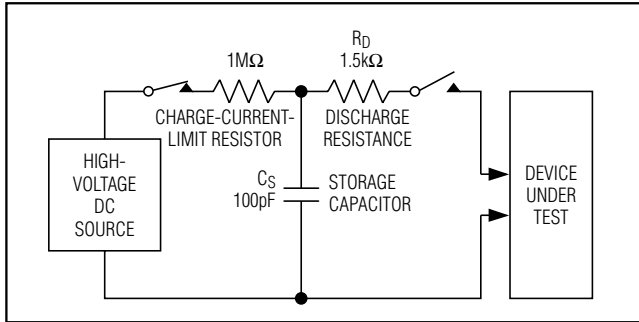 1MΩ
R_D
1.5kΩ
CHARGE-CURRENT-
LIMIT RESISTOR
DISCHARGE
RESISTANCE
HIGH-
VOLTAGE
DC
SOURCE
C_S
100pF
STORAGE
CAPACITOR
DEVICE
UNDER
TEST